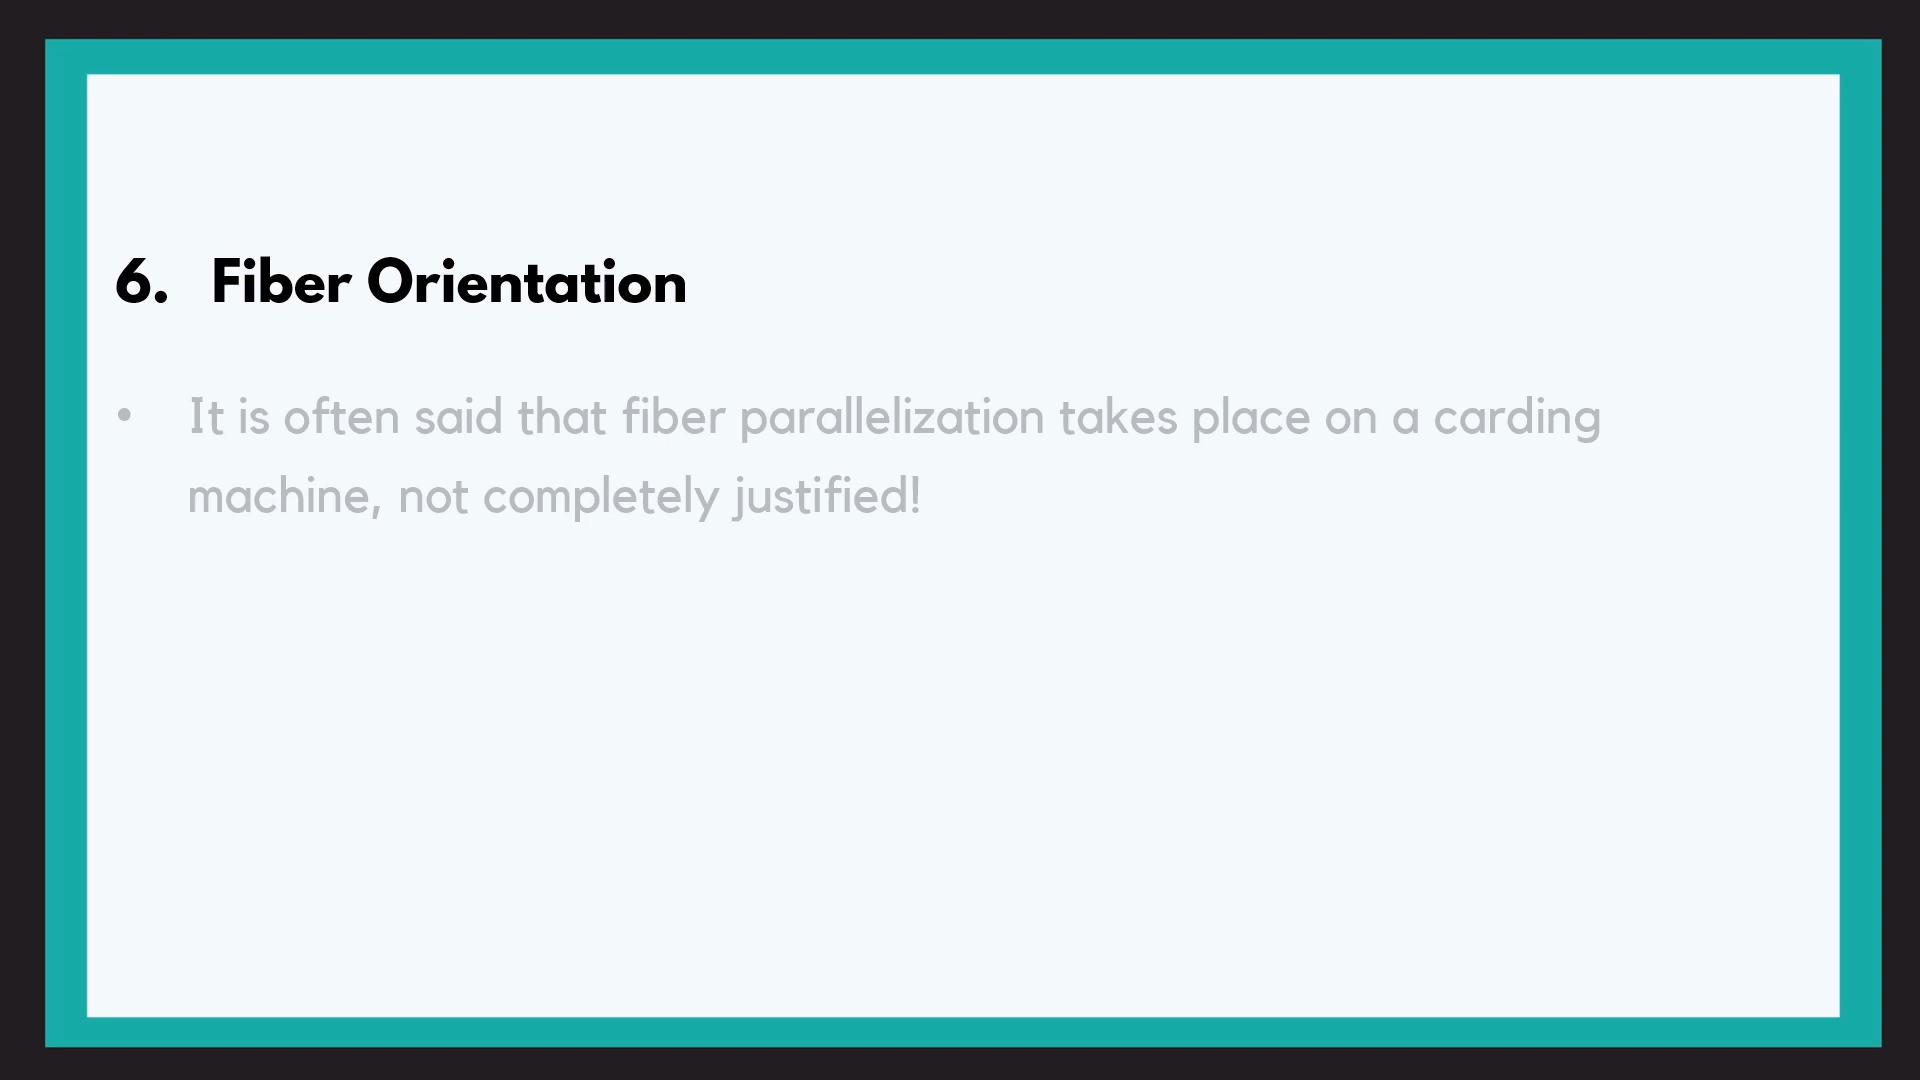 6. Fiber Orientation
• It is often said that fiber parallelization takes place on a carding
machine, not completely justified!